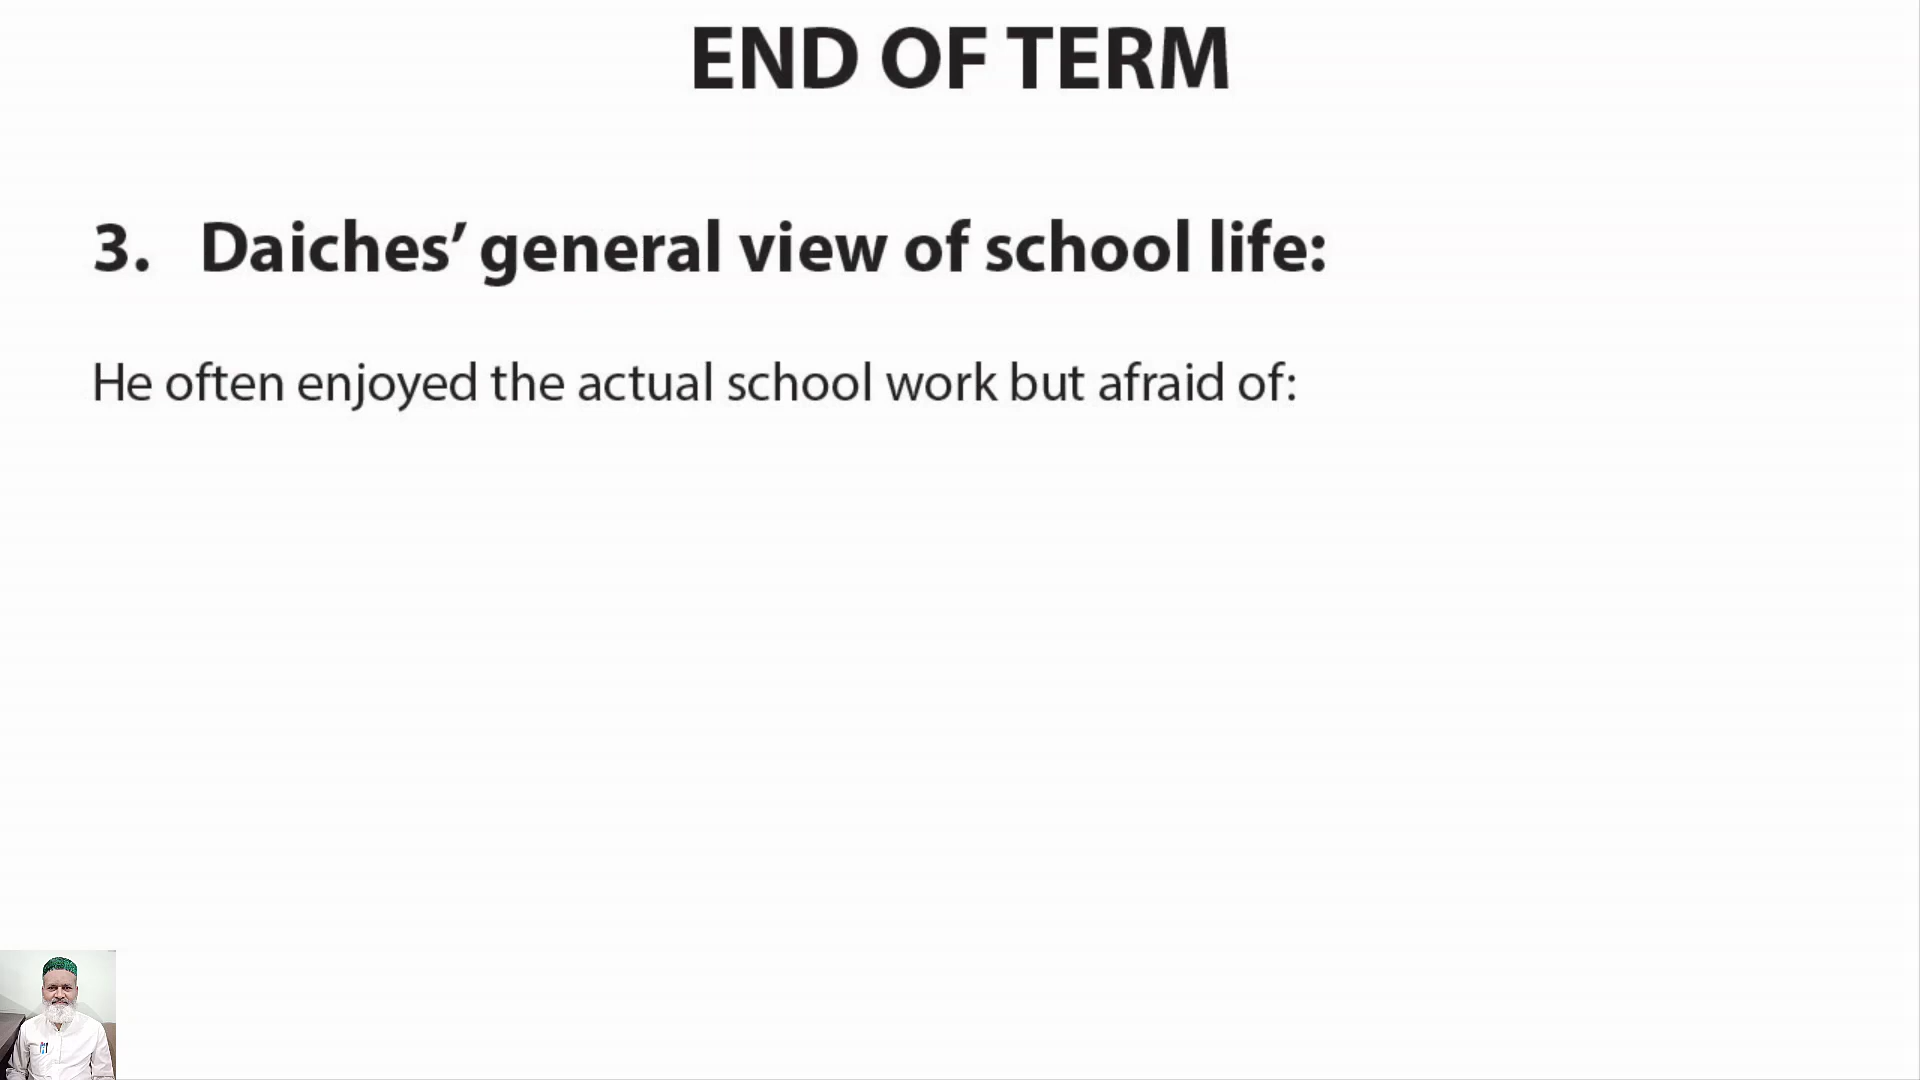 END OF TERM
3. Daiches’ general view of school life:
He often enjoyed the actual school work but afraid of: